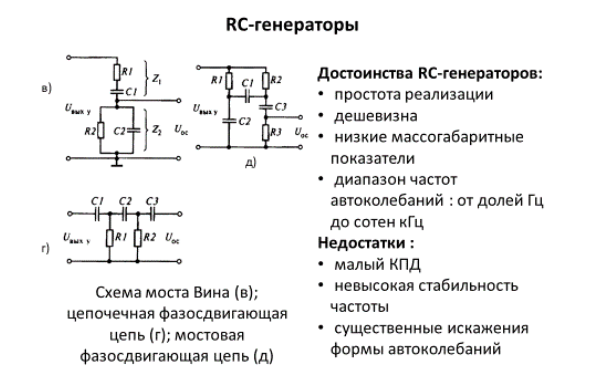 RC-генераторы
в)
R1
Z1
C1
Uвых у
R2
C2
Z2
Uос
R1
R2
C1
C3
C2
R3
Uос
д)
C1
C2
C3
Uвых у
R1
R2
Uос
г)
Схема моста Вина (в);
цепочечная фазосдвигающая
цепь (г); мостовая
фазосдвигающая цепь (д)
Достоинства RC-генераторов:
• простота реализации
• дешевизна
• низкие массогабаритные
показатели
• диапазон частот
автоколебаний : от долей Гц
до сотен кГц
Недостатки :
• малый КПД
• невысокая стабильность
частоты
• существенные искажения
формы автоколебаний